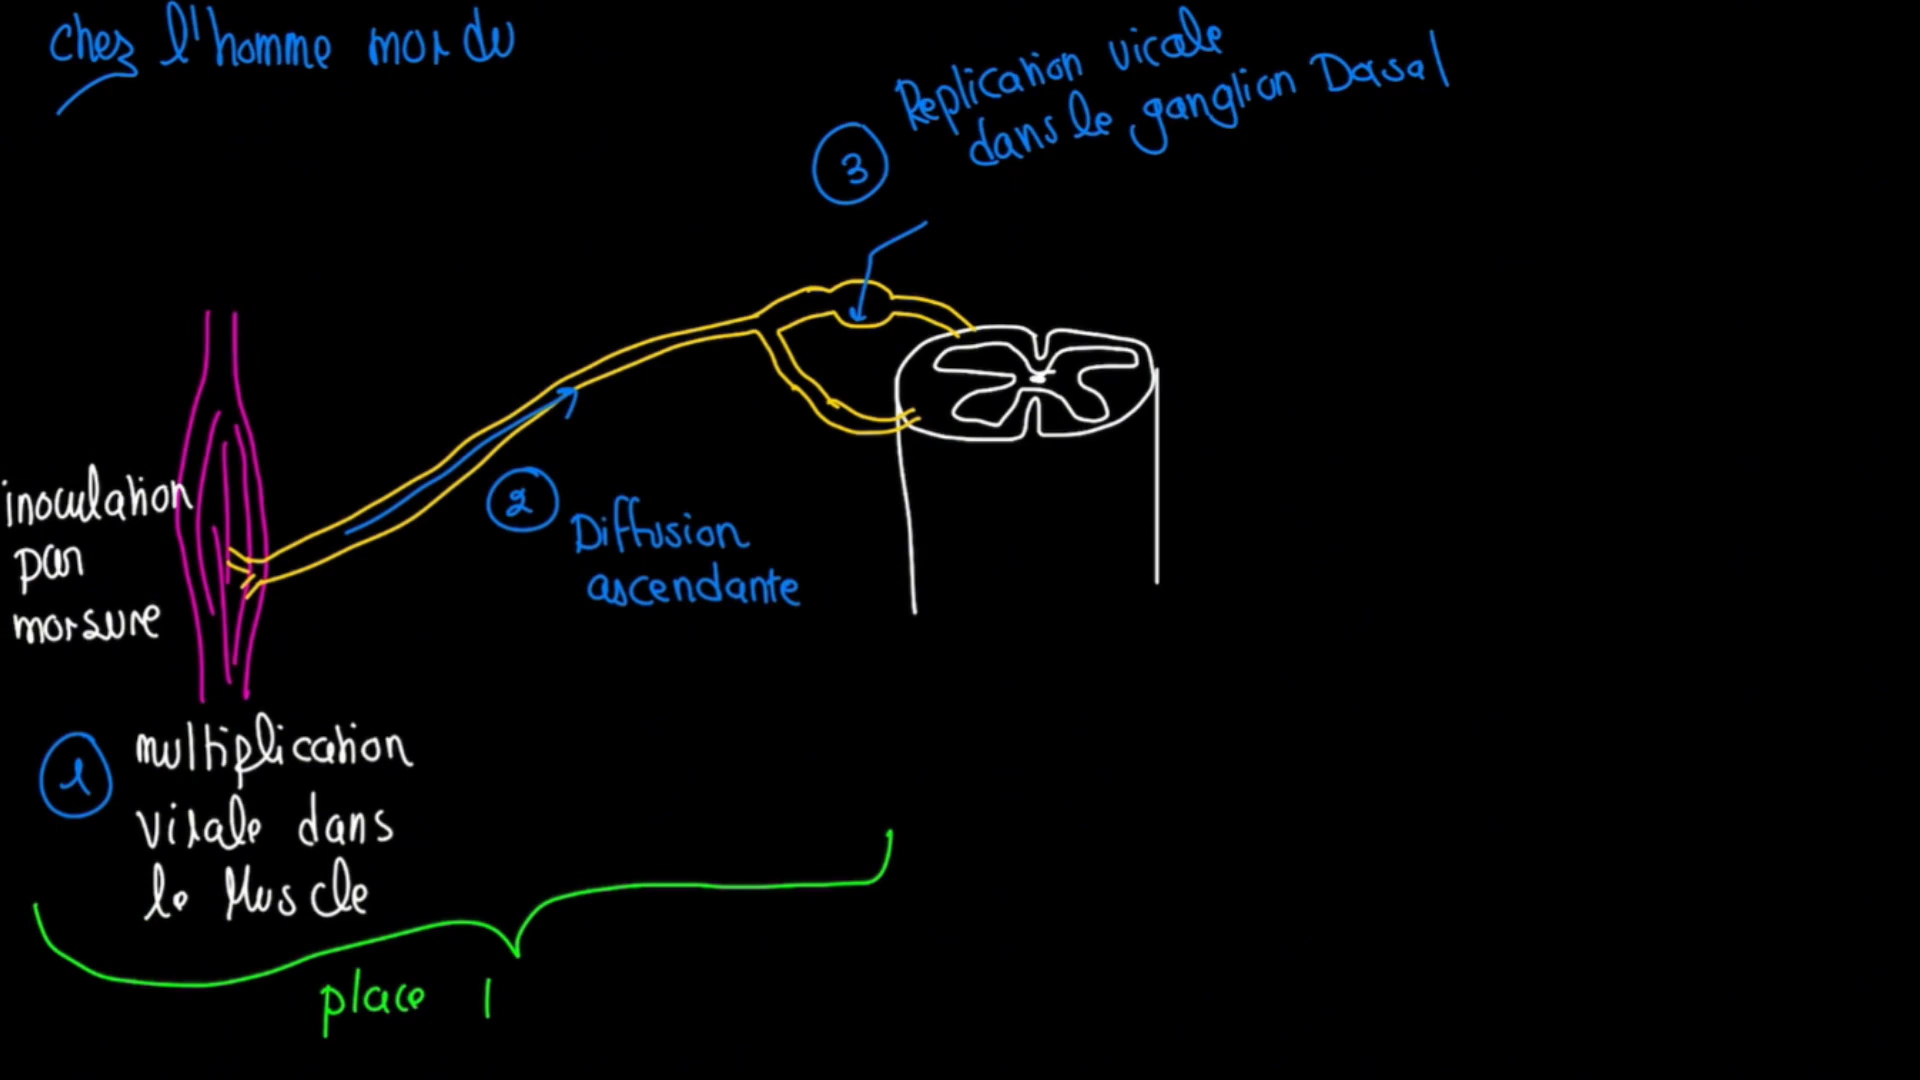 chez l'homme mordu
3
Replication virale
dans le ganglion Dorsal
inoculation
par
morsure
2
Diffusion
ascendante
1
multiplication
virale dans
le Muscle
place 1